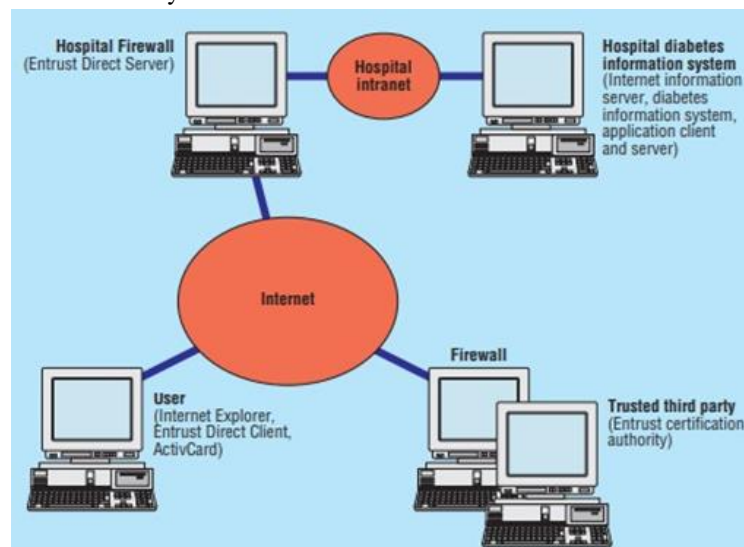 Hospital Firewall
(Entrust Direct Server)
Hospital
intranet
Hospital diabetes
information system
(Internet information
server, diabetes
information system,
application client
and server)
Internet
User
(Internet Explorer,
Entrust Direct Client,
ActivCard)
Firewall
Trusted third party
(Entrust certification
authority)